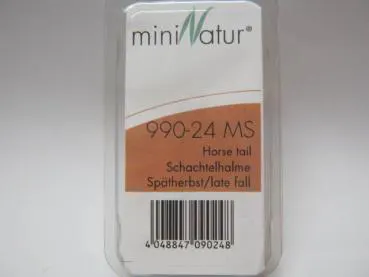 miniNatur®
990-24 MS
Horse tail
Schachtelhalme
Spätherbst/late fall
4 048847 090248